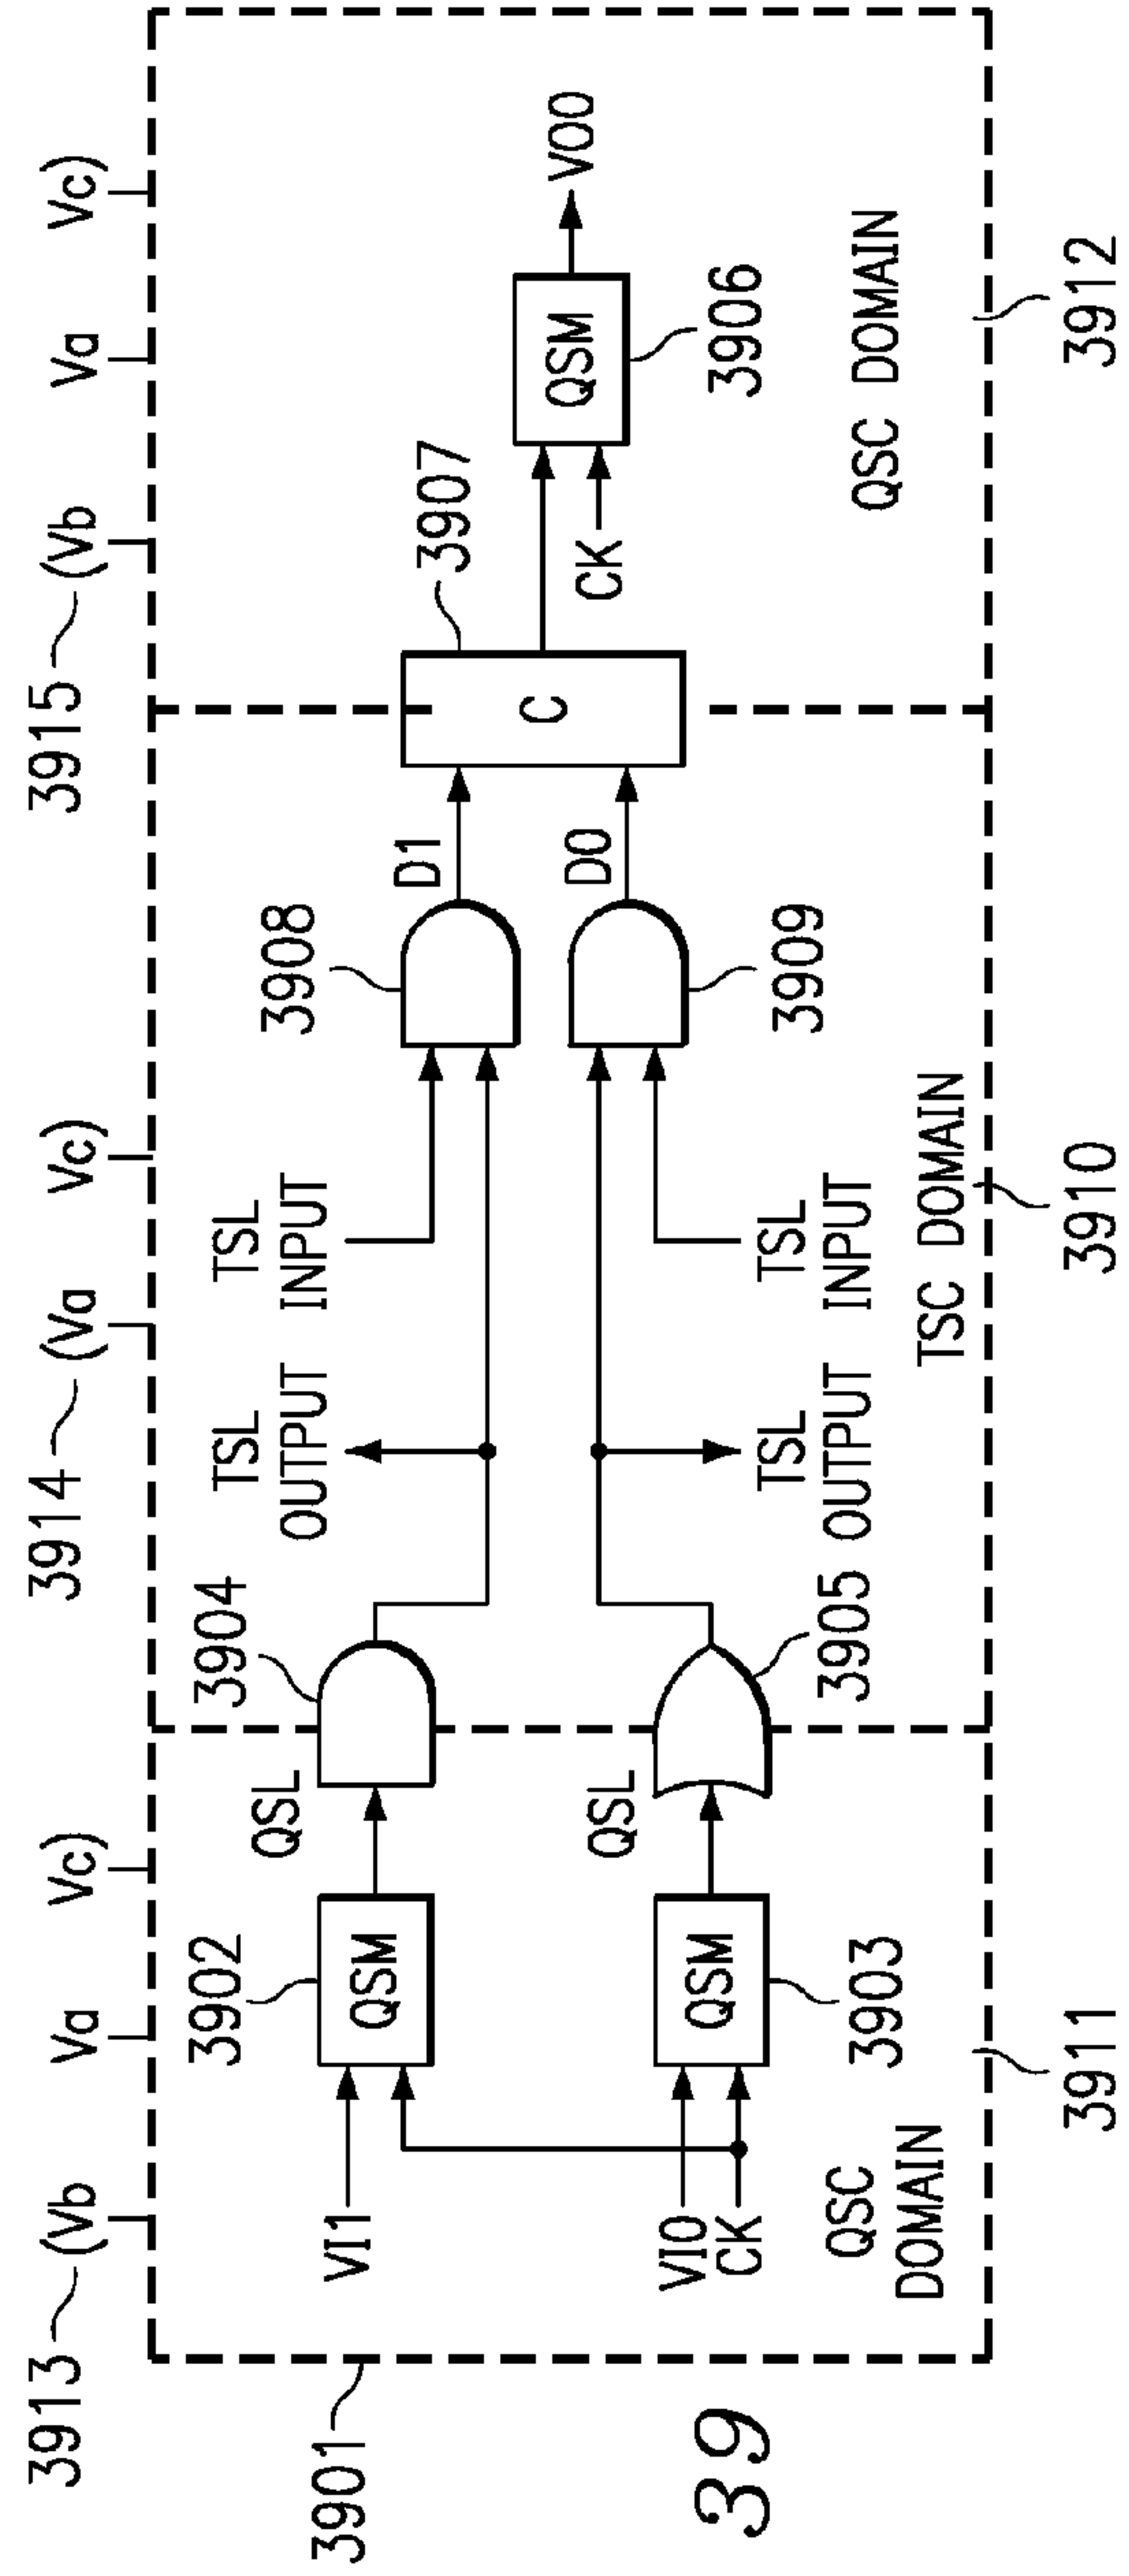 3913
(Vb
Va
Vc)
3914
(Va
Vc)
3915
(Vb
Va
Vc)
3901
VI1
3902
QSM
QSL
3904
TSL
OUTPUT
TSL
INPUT
3908
D1
3907
C
QSM
VOO
3906
CK
VIO
CK
QSM
3903
QSL
3905
TSL
OUTPUT
TSL
INPUT
3909
D0
QSC
DOMAIN
TSC DOMAIN
QSC DOMAIN
3911
3910
3912
39